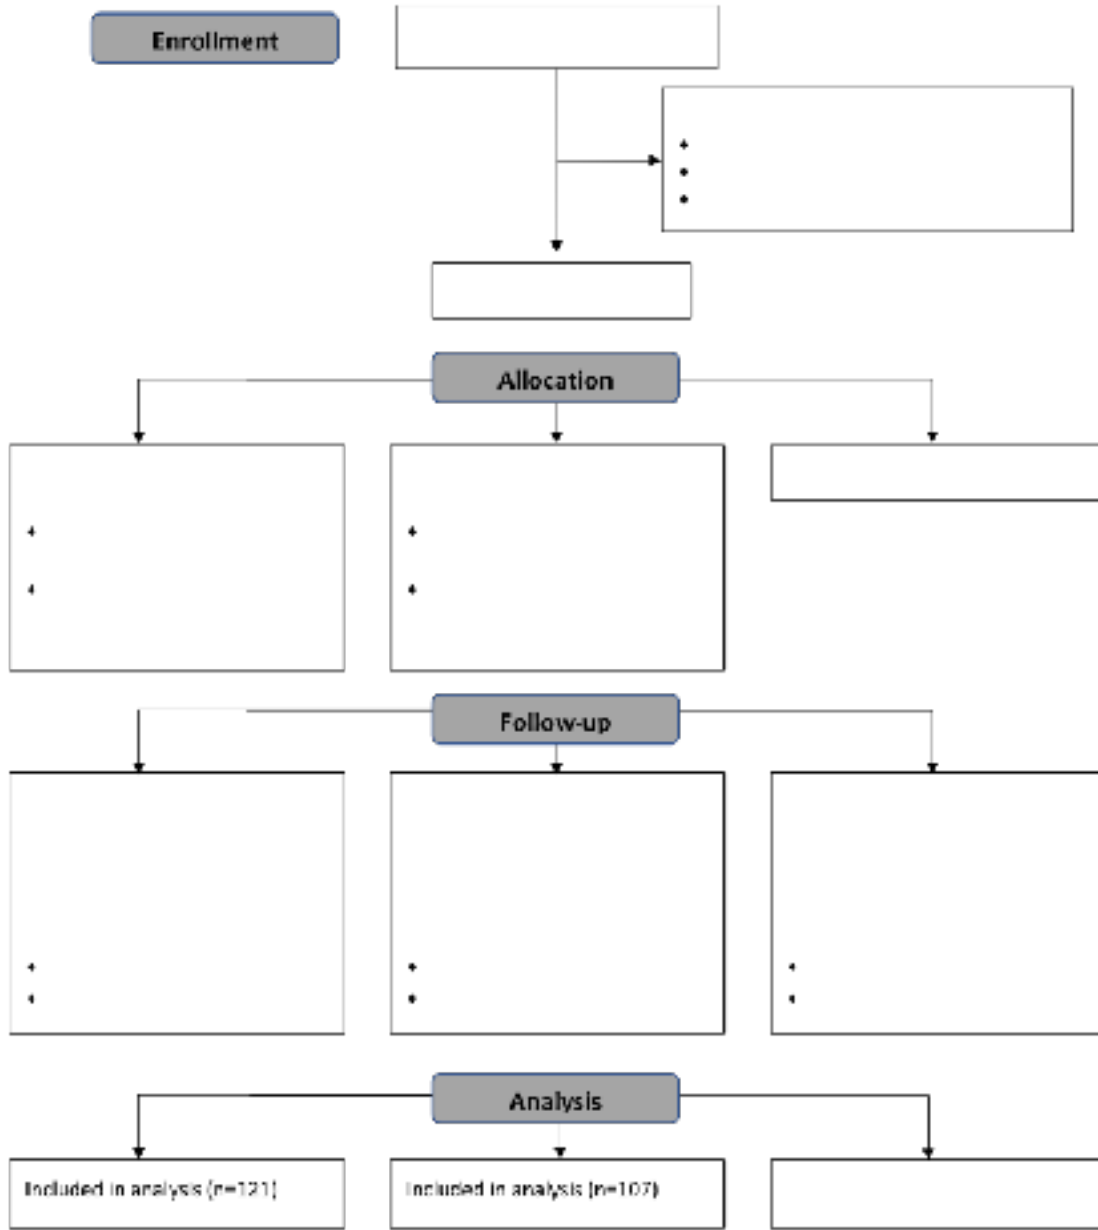 Enrollment
Allocation
Follow-up
Analysis
Included in analysis (n=121)
Included in analysis (n=107)